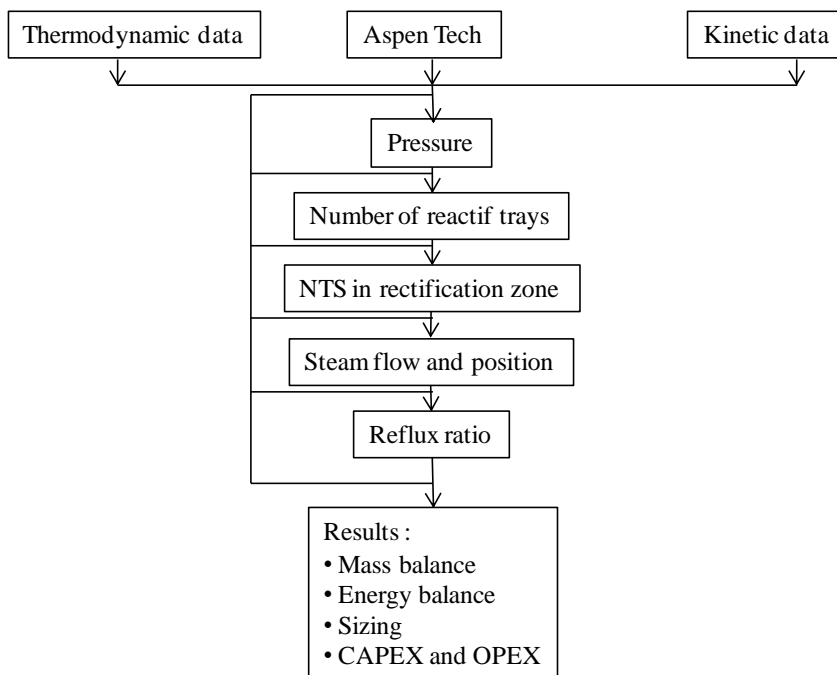 Thermodynamic data
Aspen Tech
Kinetic data
Pressure
Number of reactif trays
NTS in rectification zone
Steam flow and position
Reflux ratio
Results :
• Mass balance
• Energy balance
• Sizing
• CAPEX and OPEX